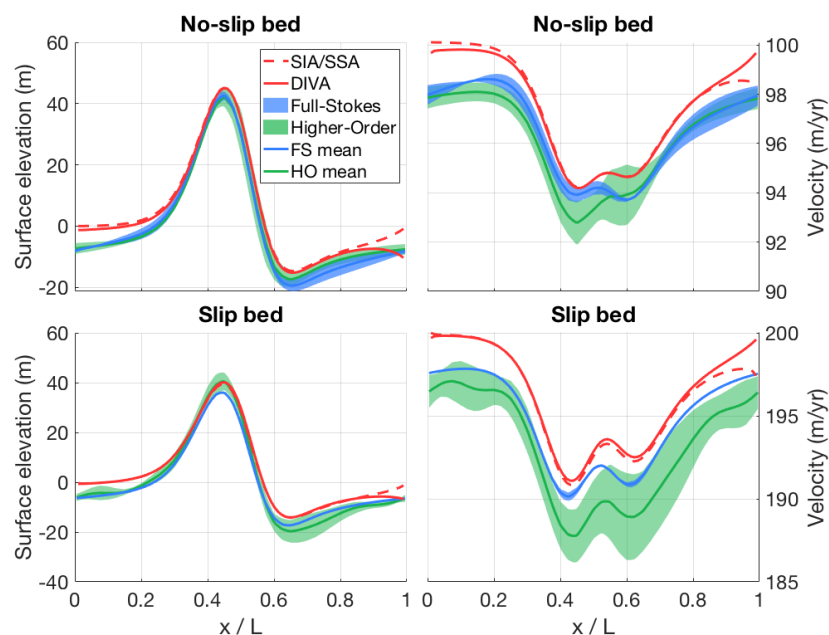 No-slip bed
No-slip bed
60
40
20
0
-20
Surface elevation (m)
SIA/SSA
DIVA
Full-Stokes
Higher-Order
FS mean
HO mean
100
98
96
94
92
90
Velocity (m/yr)
Slip bed
Slip bed
60
40
20
0
-20
-40
Surface elevation (m)
0
0.2
0.4
0.6
0.8
1
x / L
200
195
190
185
Velocity (m/yr)
0
0.2
0.4
0.6
0.8
1
x / L